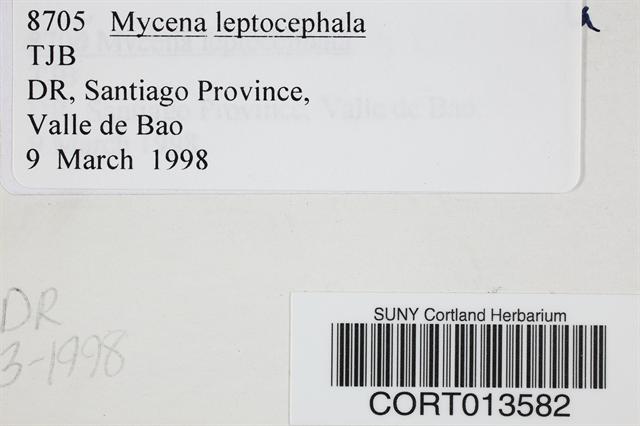 8705 Mycena leptocephala
TJB
DR, Santiago Province,
Valle de Bao
9 March 1998
DR
3-1998
SUNY Cortland Herbarium
CORT013582